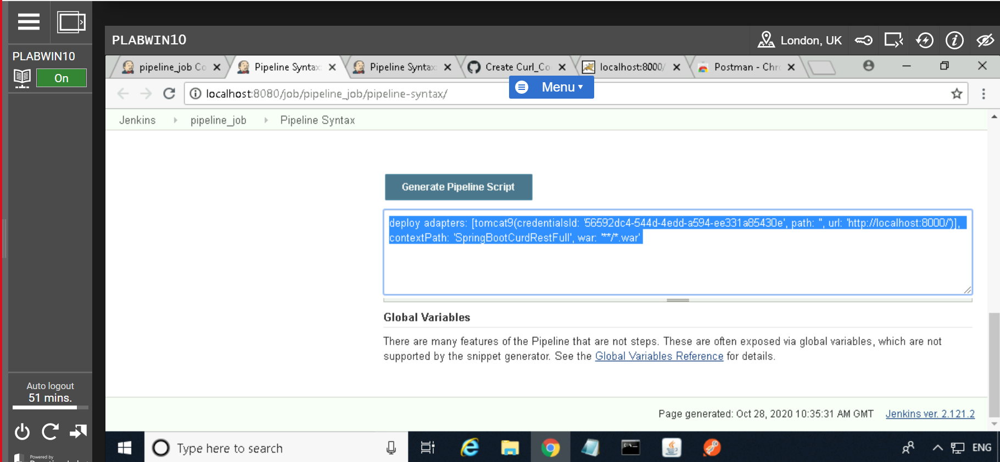 PLABWIN10
London, UK
PLABWIN10
On
pipeline_job Co
Pipeline Syntax
Pipeline Syntax
Create Curl_Co
localhost:8000/
Postman - Chr
Menu
localhost:8080/job/pipeline_job/pipeline-syntax/
Jenkins
pipeline_job
Pipeline Syntax
Generate Pipeline Script
deploy adapters: [tomcat9(credentialsId: '56592dc4-544d-4edd-a594-ee331a85430e', path: '', url: 'http://localhost:8000/')],
contextPath: 'SpringBootCurdRestFull', war: '**/*.war'
Global Variables
There are many features of the Pipeline that are not steps. These are often exposed via global variables, which are not
supported by the snippet generator. See the Global Variables Reference for details.
Auto logout
51 mins.
Page generated: Oct 28, 2020 10:35:31 AM GMT
Jenkins ver. 2.121.2
Powered by
Type here to search
ENG